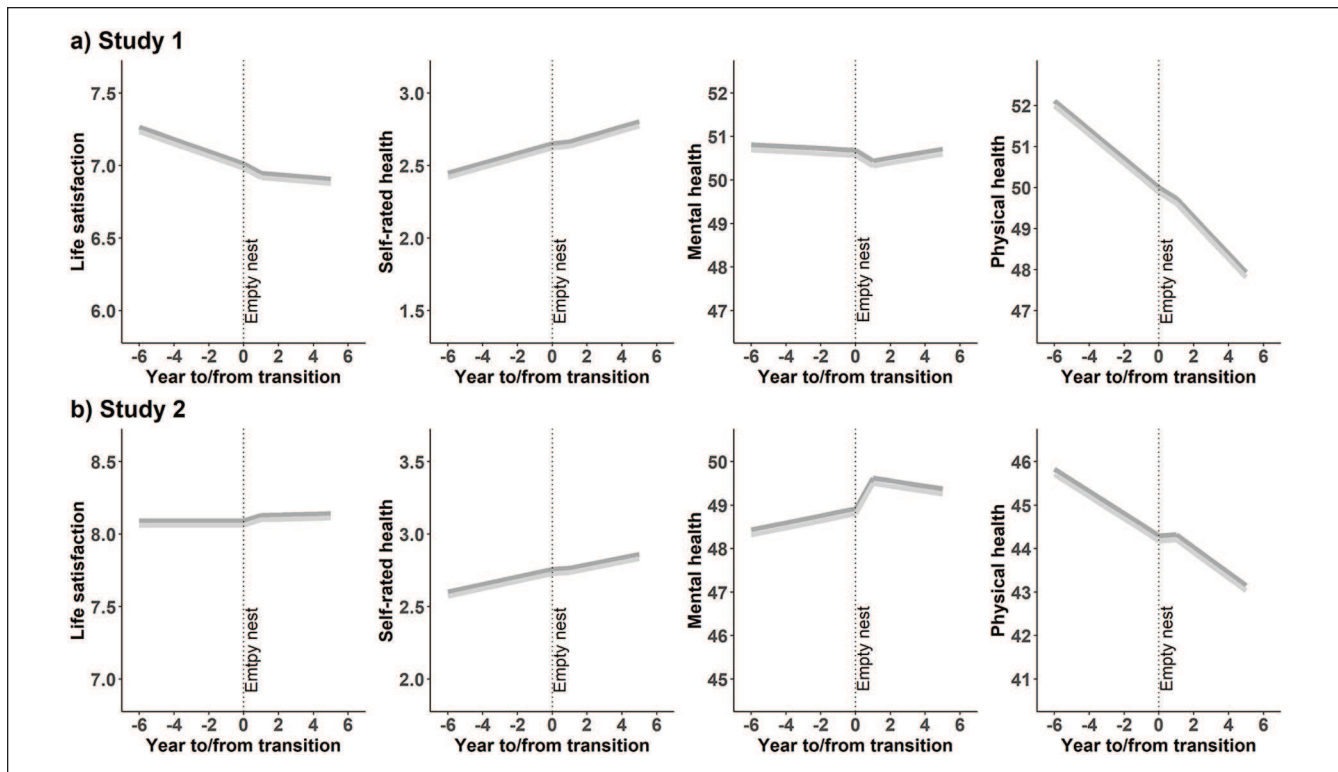 a) Study 1
Life satisfaction
7.5
7.0
6.5
6.0
Empty nest
-6 -4 -2 0 2 4 6
Year to/from transition
Self-rated health
3.0
2.5
2.0
1.5
Empty nest
-6 -4 -2 0 2 4 6
Year to/from transition
Mental health
52
51
50
49
48
47
Empty nest
-6 -4 -2 0 2 4 6
Year to/from transition
Physical health
52
51
50
49
48
47
Empty nest
-6 -4 -2 0 2 4 6
Year to/from transition
b) Study 2
Life satisfaction
8.5
8.0
7.5
7.0
Emtpy nest
-6 -4 -2 0 2 4 6
Year to/from transition
Self-rated health
3.5
3.0
2.5
2.0
Empty nest
-6 -4 -2 0 2 4 6
Year to/from transition
Mental health
50
49
48
47
46
45
Empty nest
-6 -4 -2 0 2 4 6
Year to/from transition
Physical health
46
45
44
43
42
41
Empty nest
-6 -4 -2 0 2 4 6
Year to/from transition